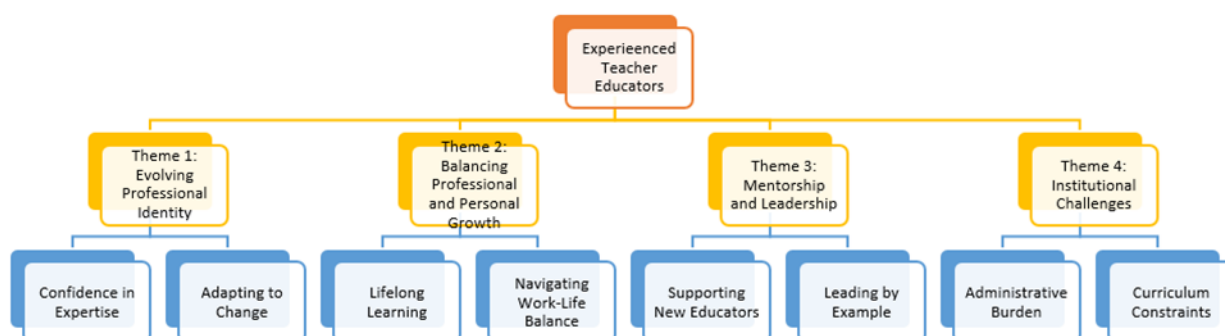 Experieenced
Teacher
Educators
Theme 1:
Evolving
Professional
Identity
Theme 2:
Balancing
Professional
and Personal
Growth
Theme 3:
Mentorship
and Leadership
Theme 4:
Institutional
Challenges
Confidence in
Expertise
Adapting to
Change
Lifelong
Learning
Navigating
Work-Life
Balance
Supporting
New Educators
Leading by
Example
Administrative
Burden
Curriculum
Constraints